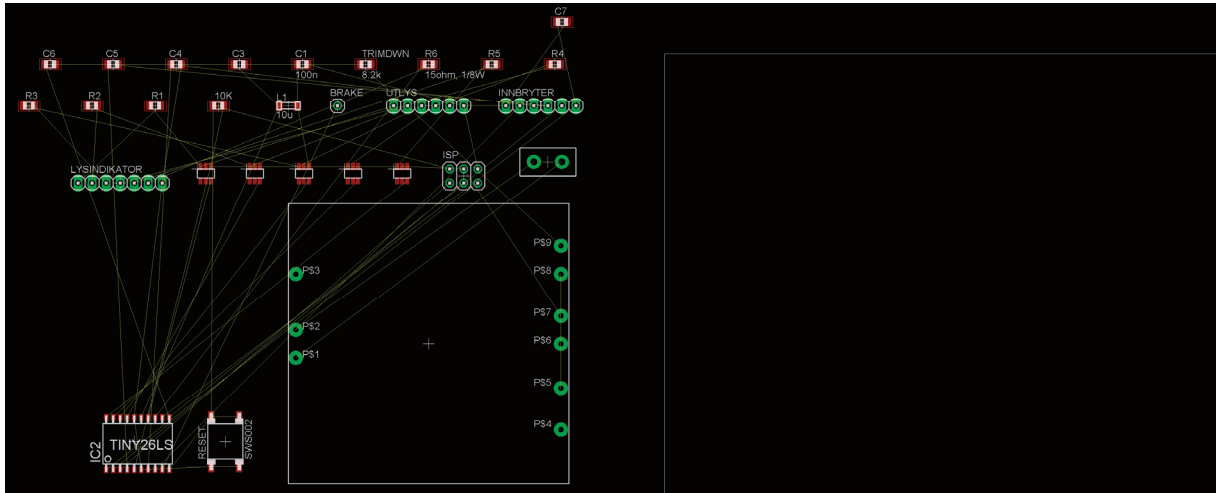 C7
C6 C5 C4 C3 C1 TRIMDWN R6 R5 R4
100n 8.2k 15ohm, 1/8W
R3 R2 R1 10K L1 BRAKE UTLYS INNBRYTER
10u
ISP
LYSINDIKATOR
P$9
P$3 P$8
P$7
P$2
P$6
P$1
P$5
P$4
IC2 TINY26LS RESET SWS002